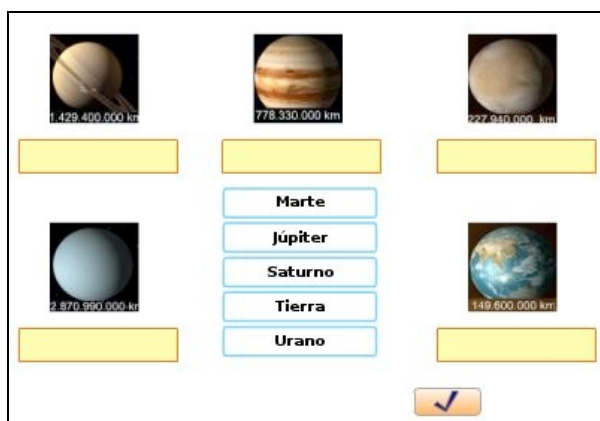 1.429.400.000 km
778.330.000 km
227.940.000 km
Marte
Júpiter
Saturno
Tierra
Urano
2.870.990.000 km
149.600.000 km